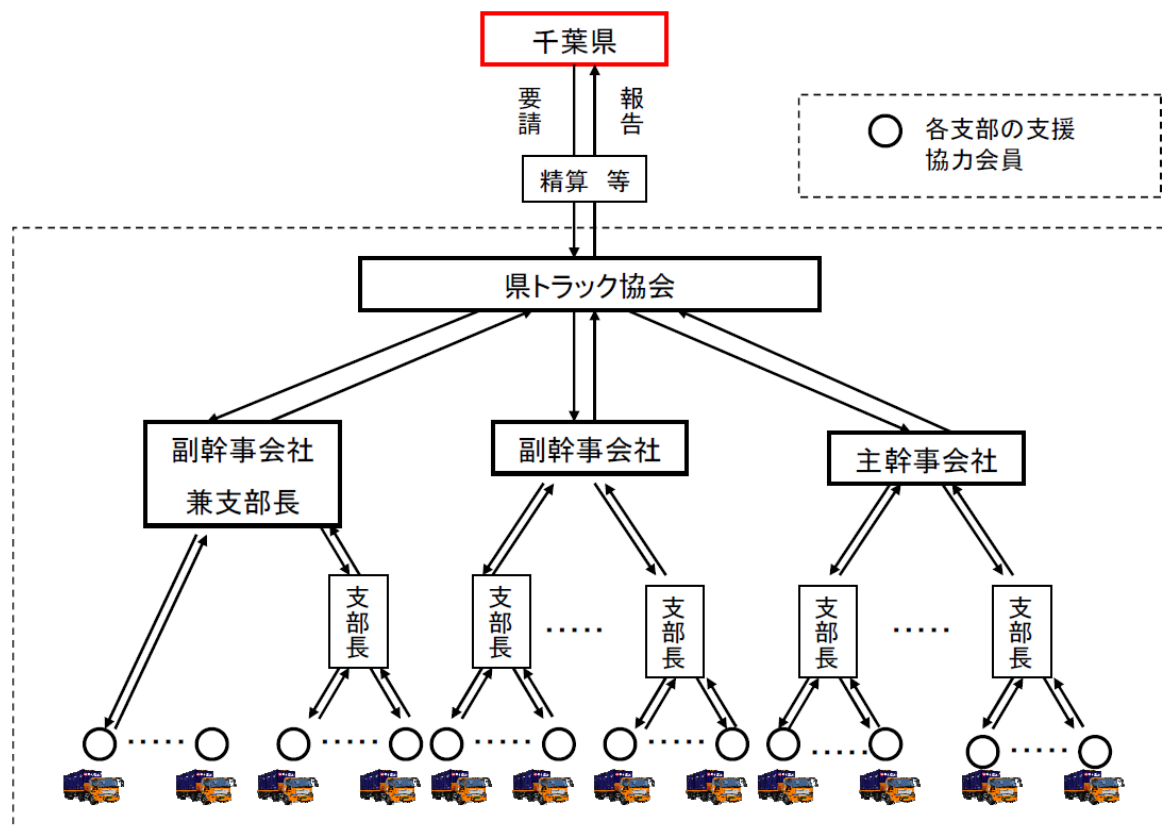 千葉県
要請
報告
各支部の支援
協力会員
精算 等
県トラック協会
副幹事会社
兼支部長
副幹事会社
主幹事会社
支部長
支部長
支部長
支部長
支部長